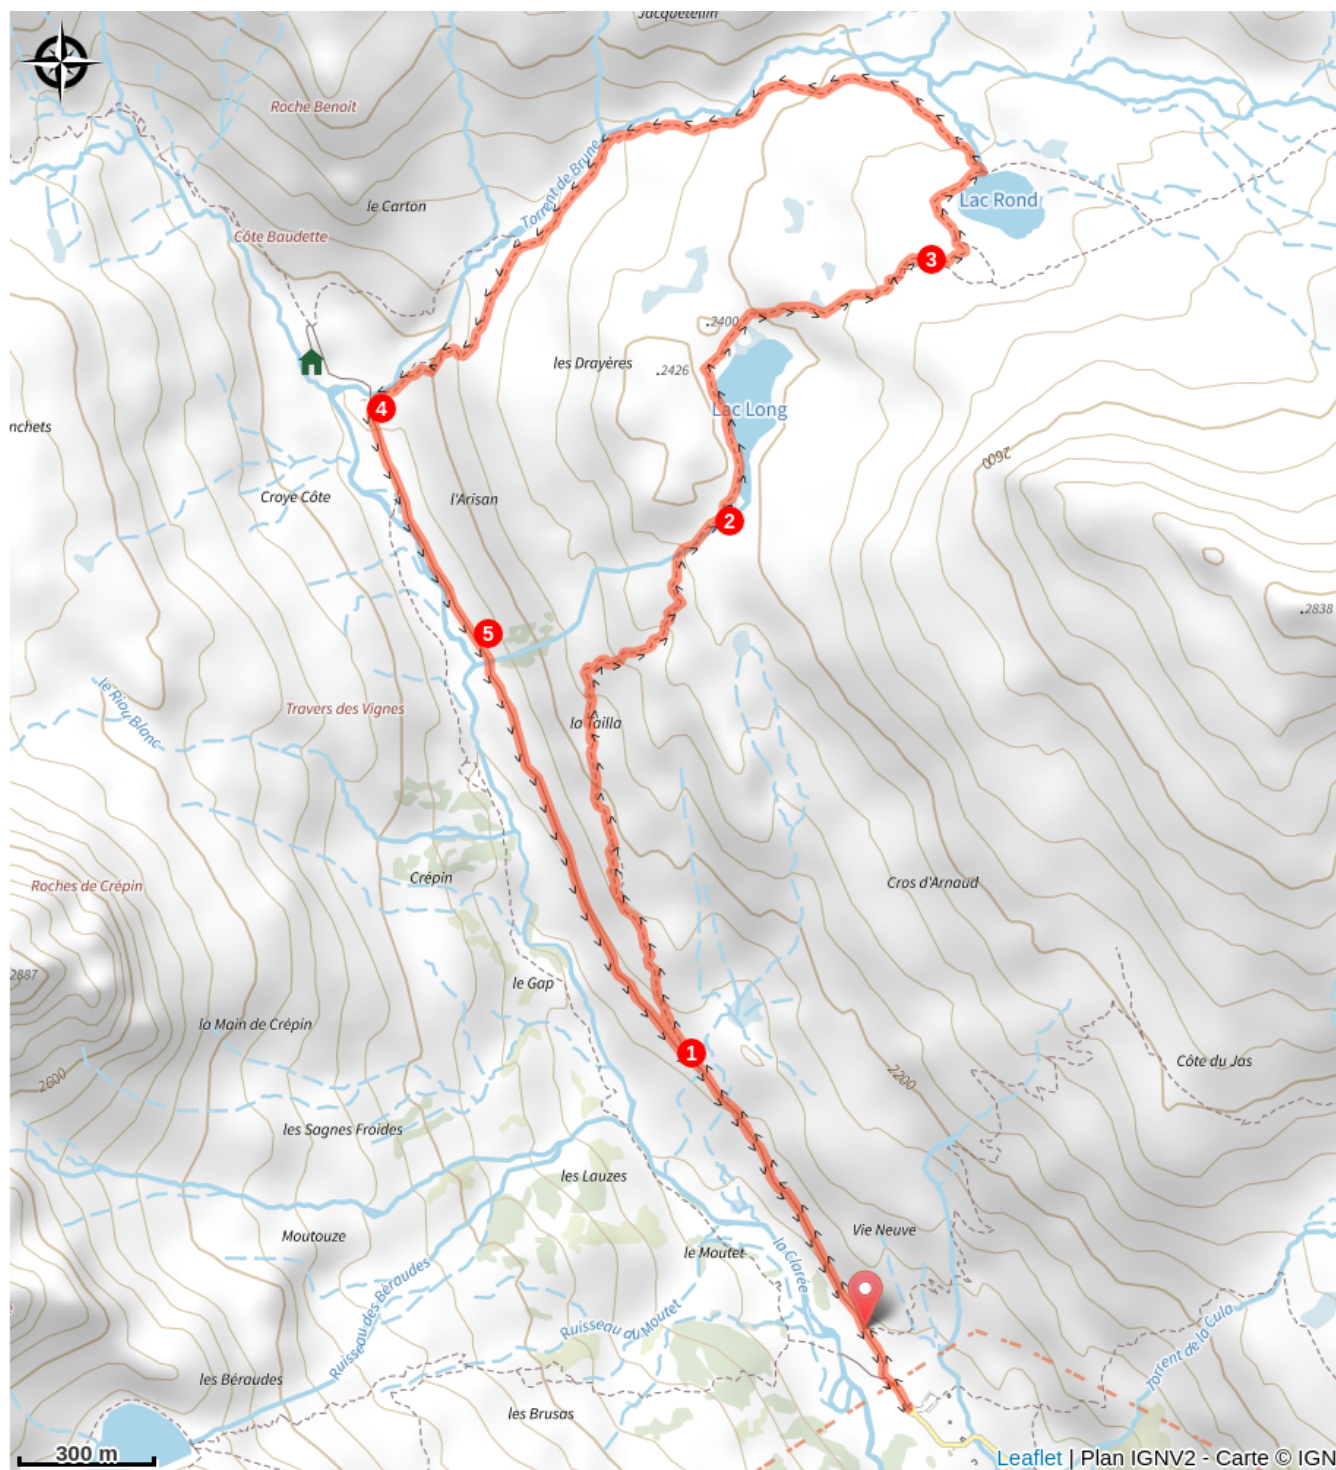 Jacquetellin
Roche Benoit
le Carton
Torrent de Brune
Lac Rond
Côte Baudette
3
2400
les Drayères
2426
Lac Long
4
nchets
2600
Croye Côte
l'Arisan
2
2838
5
le Riou Blanc
Travers des Vignes
la Tailla
Crépin
Roches de Crépin
Cros d'Arnaud
2887
le Gap
la Main de Crépin
1
Côte du Jas
2600
2200
les Sagnes Froides
les Lauzes
Moutouze
Vie Neuve
le Moutet
la Clarée
Ruisseau des Béraudes
Ruisseau du Moutet
Torrent de la Cula
les Béraudes
les Brusas
300 m
Leaflet | Plan IGNV2 - Carte © IGN